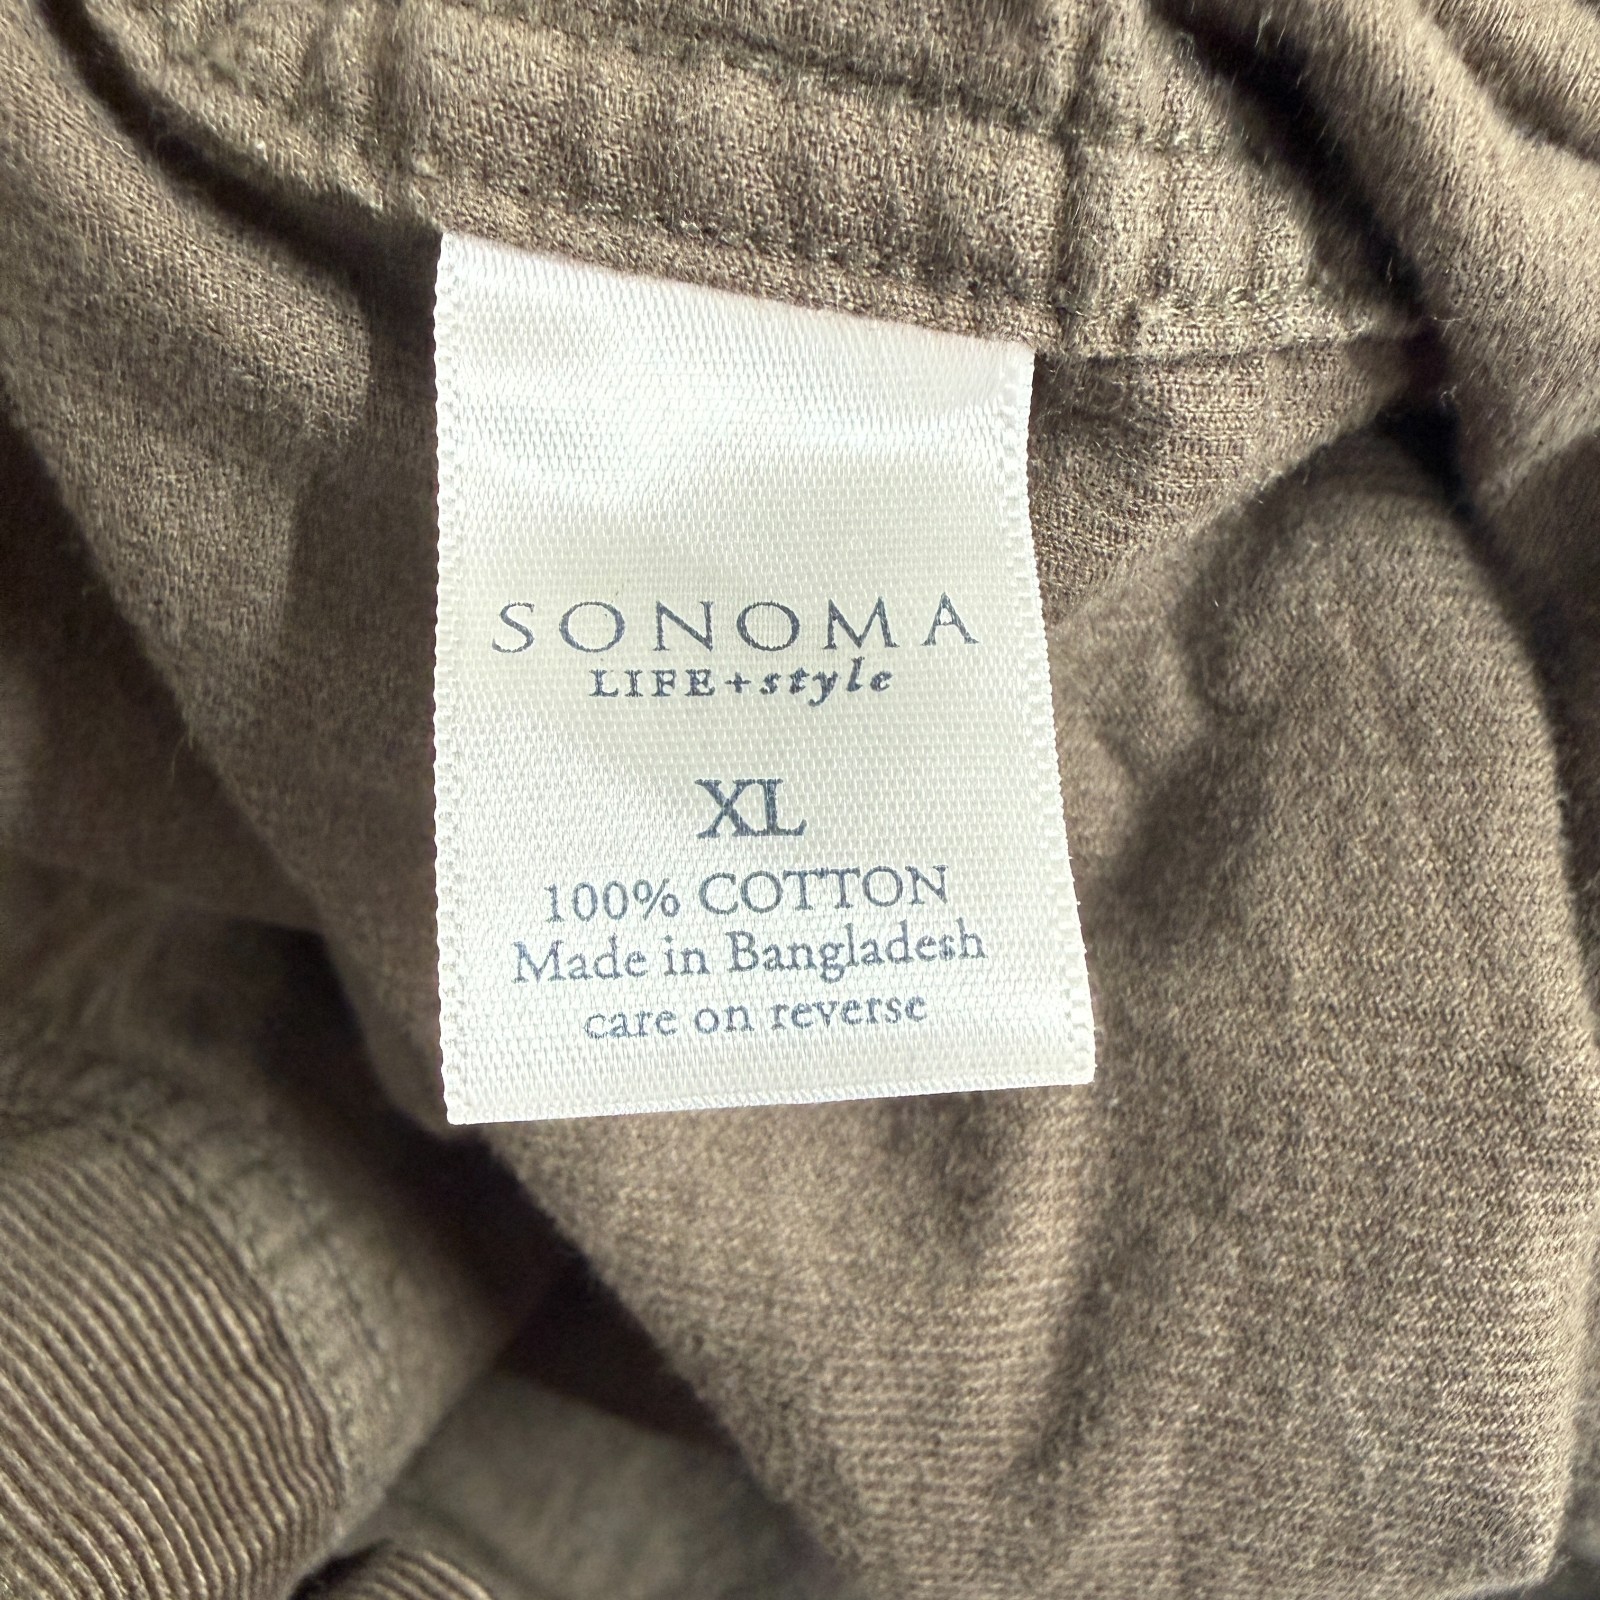 SONOMA
LIFE+style
XL
100% COTTON
Made in Bangladesh
care on reverse